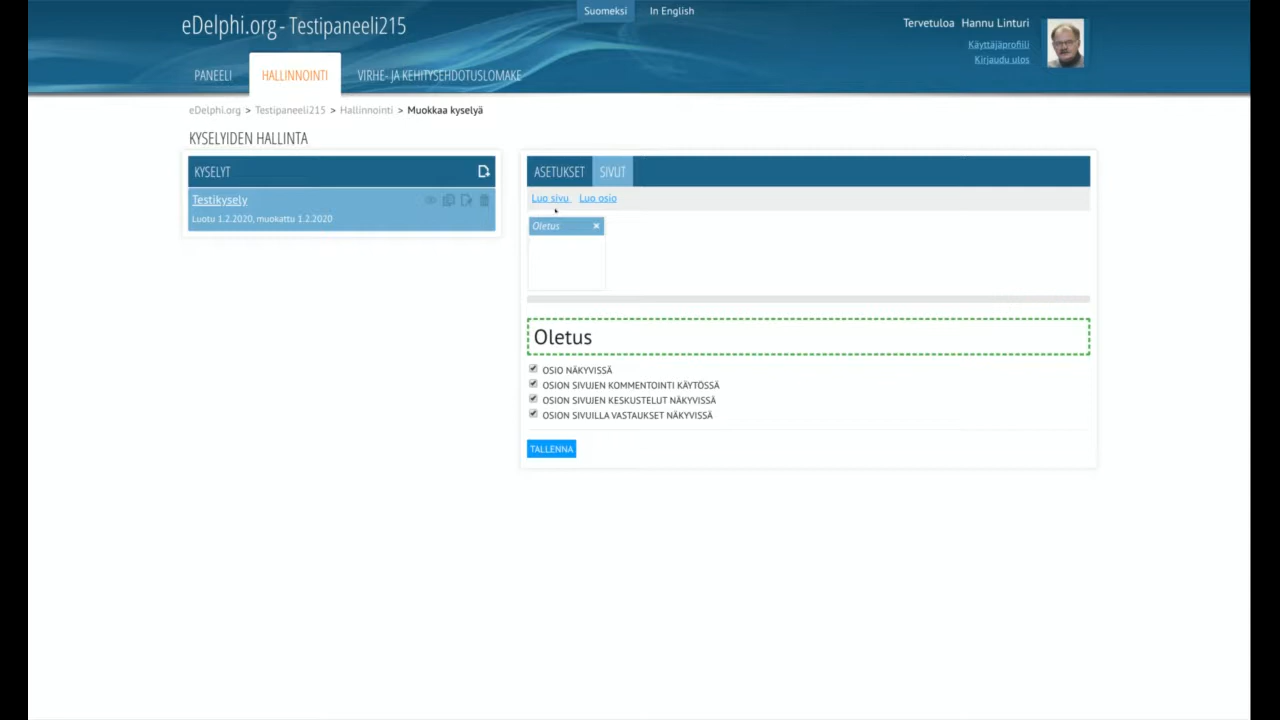 Suomeksi In English
eDelphi.org - Testipaneeli215
Tervetuloa Hannu Linturi
Käyttäjäprofiili
Kirjaudu ulos
PANEELI HALLINNOINTI VIRHE- JA KEHITYSEHDOTUSLOMAKE
eDelphi.org > Testipaneeli215 > Hallinnointi > Muokkaa kyselyä
KYSELYIDEN HALLINTA
KYSELYT
Testikysely
Luotu 1.2.2020, muokattu 1.2.2020
ASETUKSET SIVUT
Luo sivu Luo osio
Oletus
Oletus
OSIO NÄKYVISSÄ
OSION SIVUJEN KOMMENTOINTI KÄYTÖSSÄ
OSION SIVUJEN KESKUSTELUT NÄKYVISSÄ
OSION SIVUILLA VASTAUKSET NÄKYVISSÄ
TALLENNA